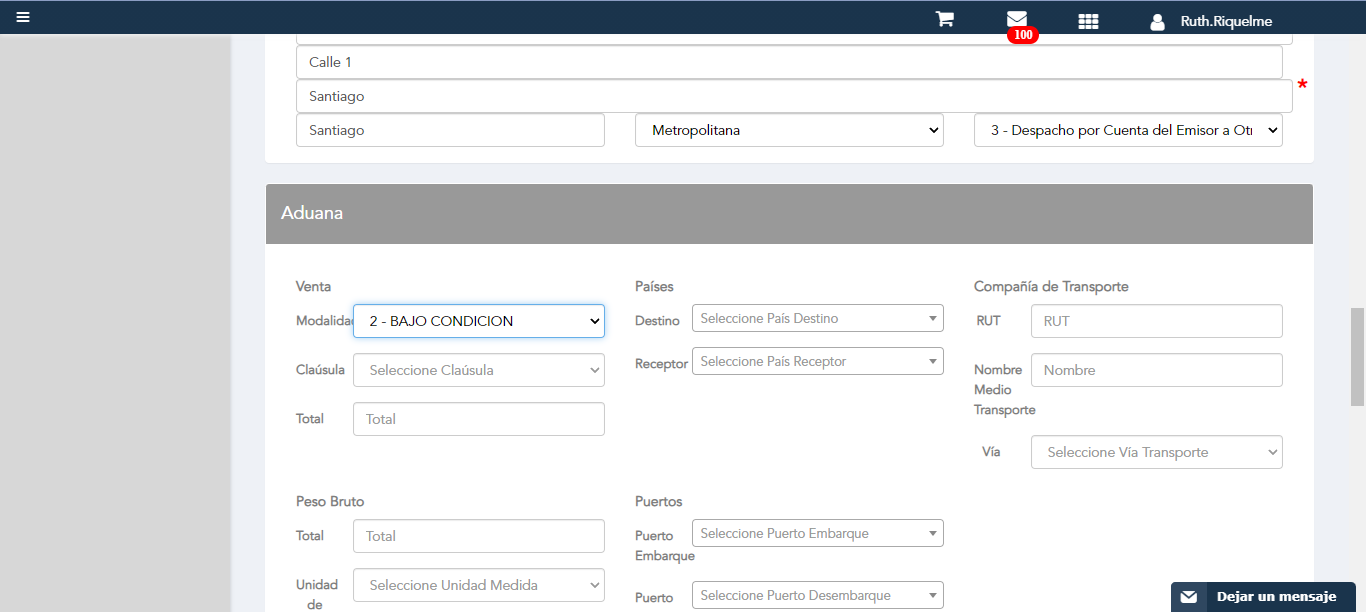 Ruth.Riquelme
100
Calle 1
Santiago
*
Santiago
Metropolitana
3 - Despacho por Cuenta del Emisor a Otr
Aduana
Venta
Países
Compañía de Transporte
Modalidad
2 - BAJO CONDICION
Destino
Seleccione País Destino
RUT
RUT
Claúsula
Seleccione Claúsula
Receptor
Seleccione País Receptor
Nombre
Medio
Transporte
Nombre
Total
Total
Vía
Seleccione Vía Transporte
Peso Bruto
Puertos
Total
Total
Puerto
Embarque
Seleccione Puerto Embarque
Unidad
de
Seleccione Unidad Medida
Puerto
Seleccione Puerto Desembarque
Dejar un mensaje